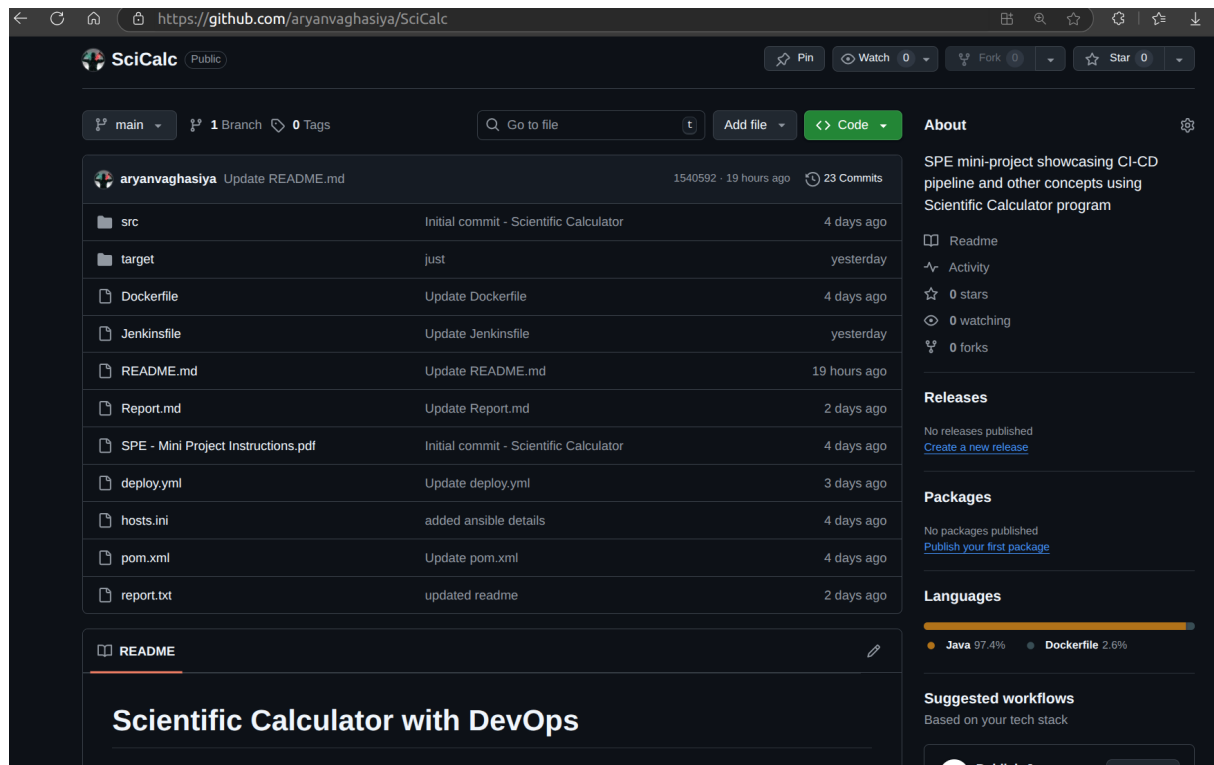 https://github.com/aryanvaghasiya/SciCalc
SciCalc Public
Pin
Watch 0
Fork 0
Star 0
main
1 Branch
0 Tags
Go to file
t
Add file
Code
aryanvaghasiya Update README.md
1540592 · 19 hours ago
23 Commits
src Initial commit - Scientific Calculator 4 days ago
target just yesterday
Dockerfile Update Dockerfile 4 days ago
Jenkinsfile Update Jenkinsfile yesterday
README.md Update README.md 19 hours ago
Report.md Update Report.md 2 days ago
SPE - Mini Project Instructions.pdf Initial commit - Scientific Calculator 4 days ago
deploy.yml Update deploy.yml 3 days ago
hosts.ini added ansible details 4 days ago
pom.xml Update pom.xml 4 days ago
report.txt updated readme 2 days ago
README
Scientific Calculator with DevOps
About
SPE mini-project showcasing CI-CD
pipeline and other concepts using
Scientific Calculator program
Readme
Activity
0 stars
0 watching
0 forks
Releases
No releases published
Create a new release
Packages
No packages published
Publish your first package
Languages
Java 97.4%
Dockerfile 2.6%
Suggested workflows
Based on your tech stack